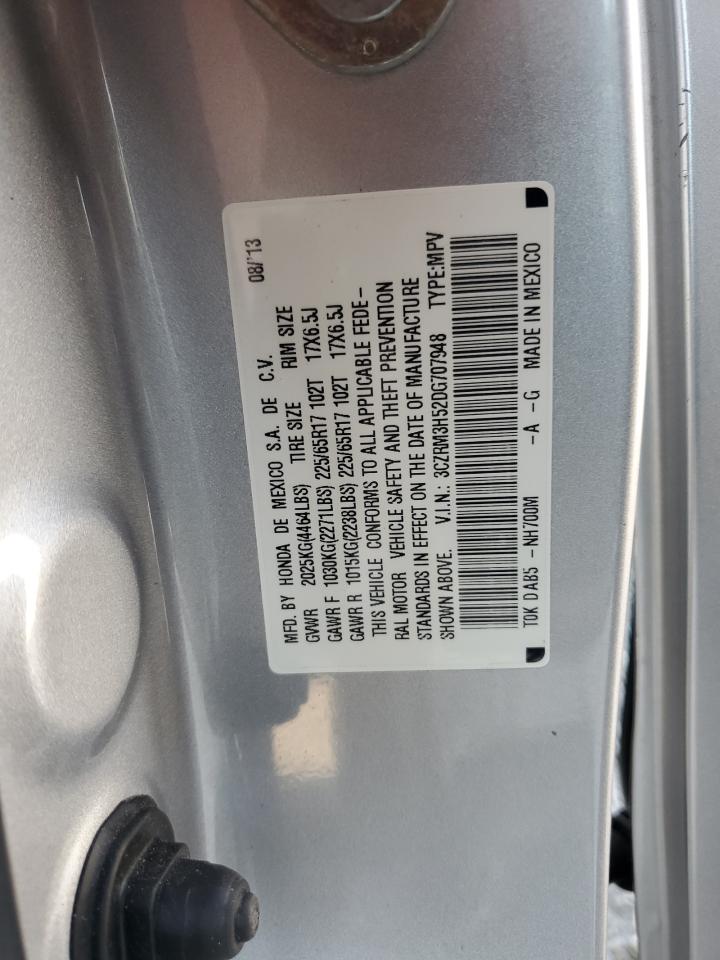 08/13
MFD. BY HONDA DE MEXICO S.A. DE C.V.
GVWR 2025KG(4464LBS) TIRE SIZE RIM SIZE
GAWR F 1030KG(2271LBS) 225/65R17 102T 17X6.5J
GAWR R 1015KG(2238LBS) 225/65R17 102T 17X6.5J
THIS VEHICLE CONFORMS TO ALL APPLICABLE FEDE-
RAL MOTOR VEHICLE SAFETY AND THEFT PREVENTION
STANDARDS IN EFFECT ON THE DATE OF MANUFACTURE
SHOWN ABOVE. V.I.N.: 3CZRM3H52DG707948 TYPE:MPV
T0K D AB5 -NH700M -A -G MADE IN MEXICO